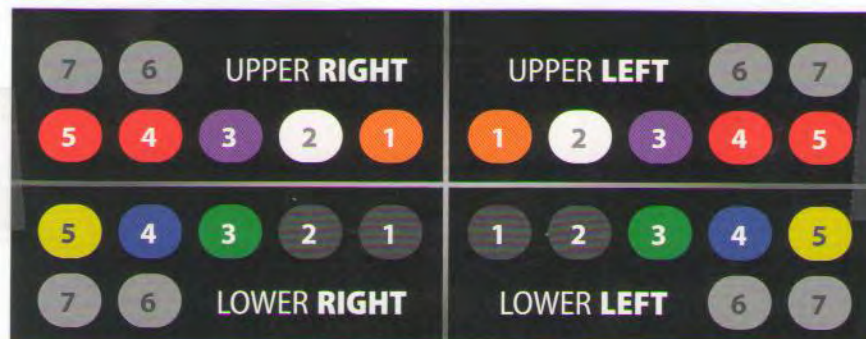 7 6 UPPER RIGHT
5 4 3 2 1
UPPER LEFT 6 7
1 2 3 4 5
5 4 3 2 1
7 6 LOWER RIGHT
1 2 3 4 5
LOWER LEFT 6 7